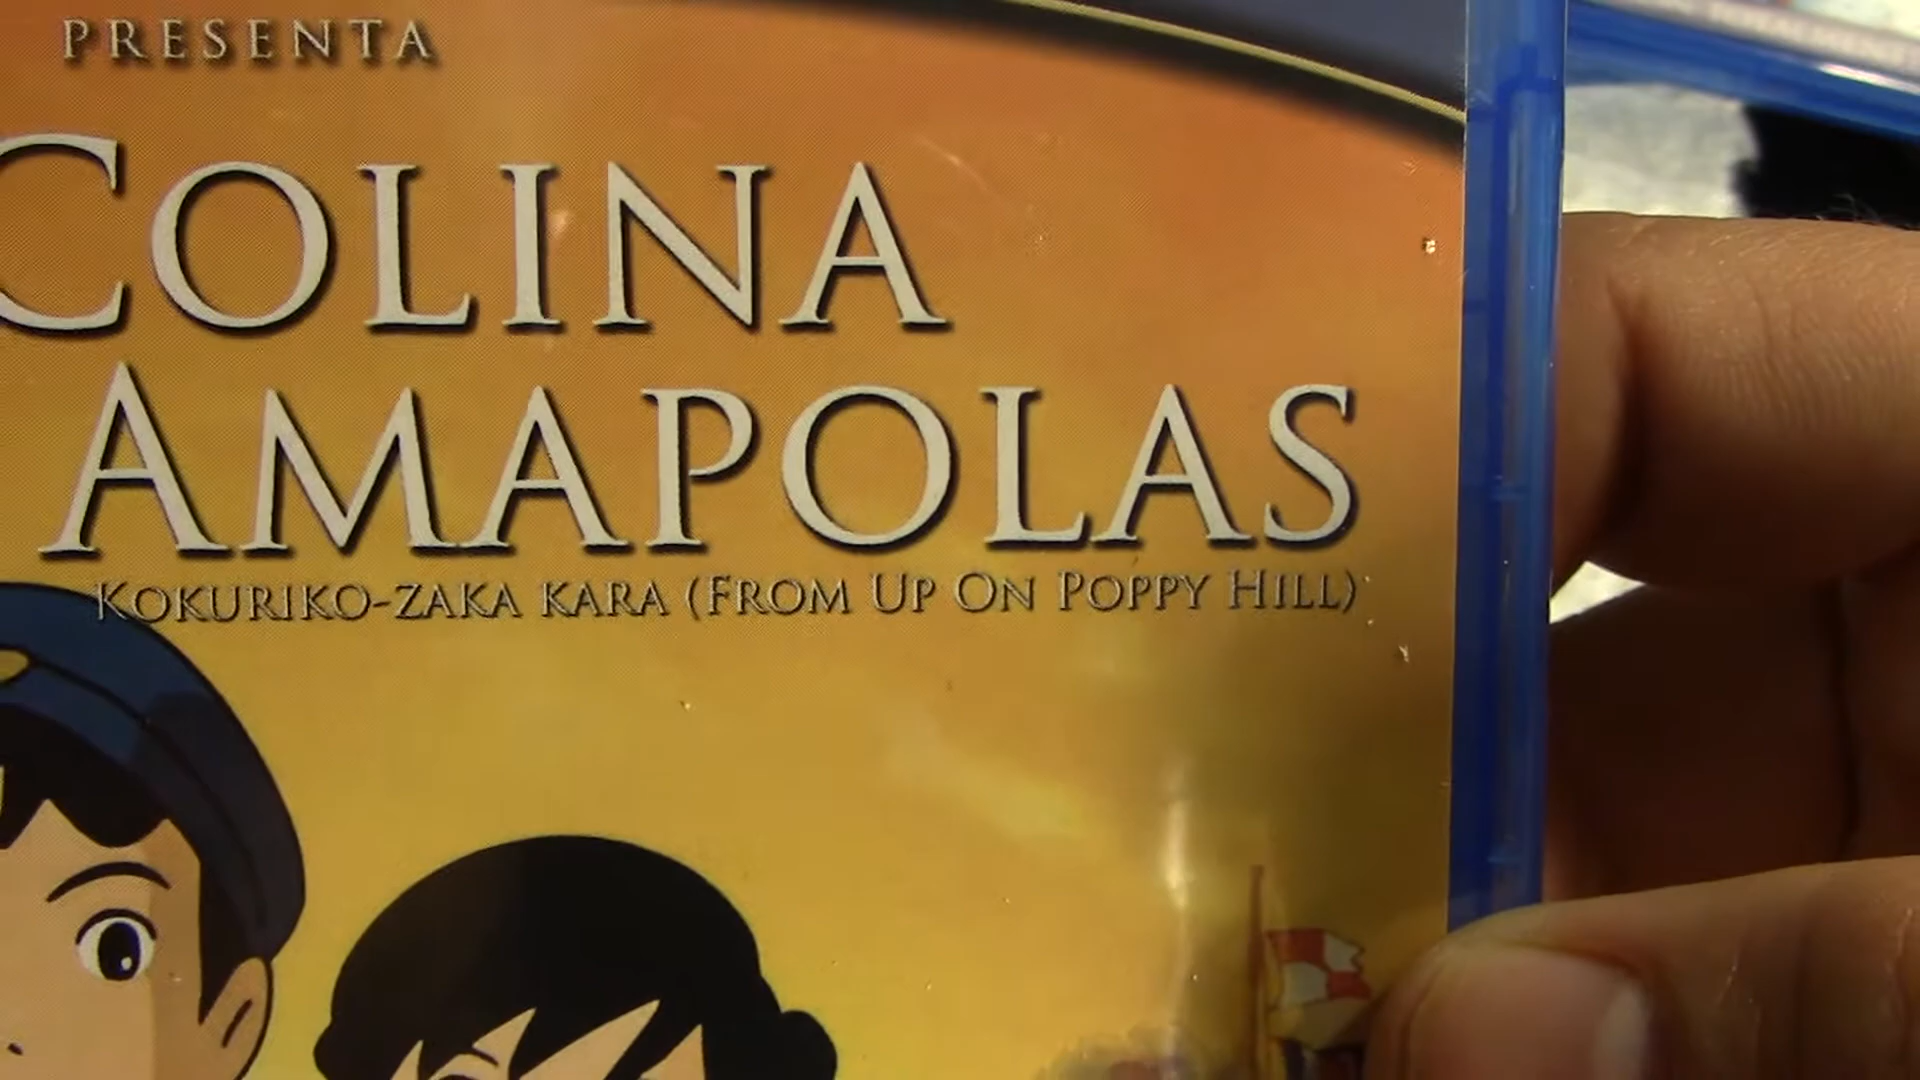 PRESENTA
COLINA
AMAPOLAS
KOKURIKO-ZAKA KARA (FROM UP ON POPPY HILL)